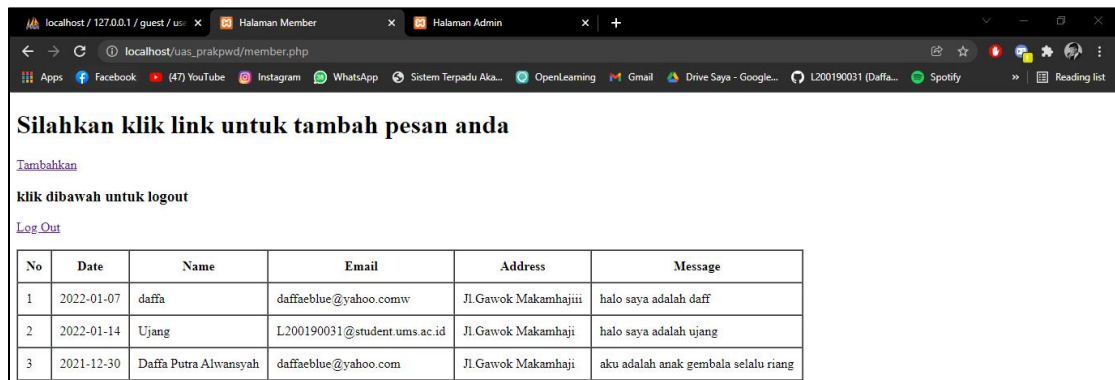 localhost / 127.0.0.1 / guest / use
Halaman Member
Halaman Admin
localhost/uas_prakpwd/member.php
Apps Facebook (47) YouTube Instagram WhatsApp Sistem Terpadu Aka... OpenLearning Gmail Drive Saya - Google... L200190031 (Daffa... Spotify » Reading list
Silahkan klik link untuk tambah pesan anda
Tambahkan
klik dibawah untuk logout
Log Out
No Date Name Email Address Message
1 2022-01-07 daffa daffaeblue@yahoo.comw Jl.Gawok Makamhajiiii halo saya adalah daff
2 2022-01-14 Ujang L200190031@student.ums.ac.id Jl.Gawok Makamhaji halo saya adalah ujang
3 2021-12-30 Daffa Putra Alwansyah daffaeblue@yahoo.com Jl.Gawok Makamhaji aku adalah anak gembala selalu riang